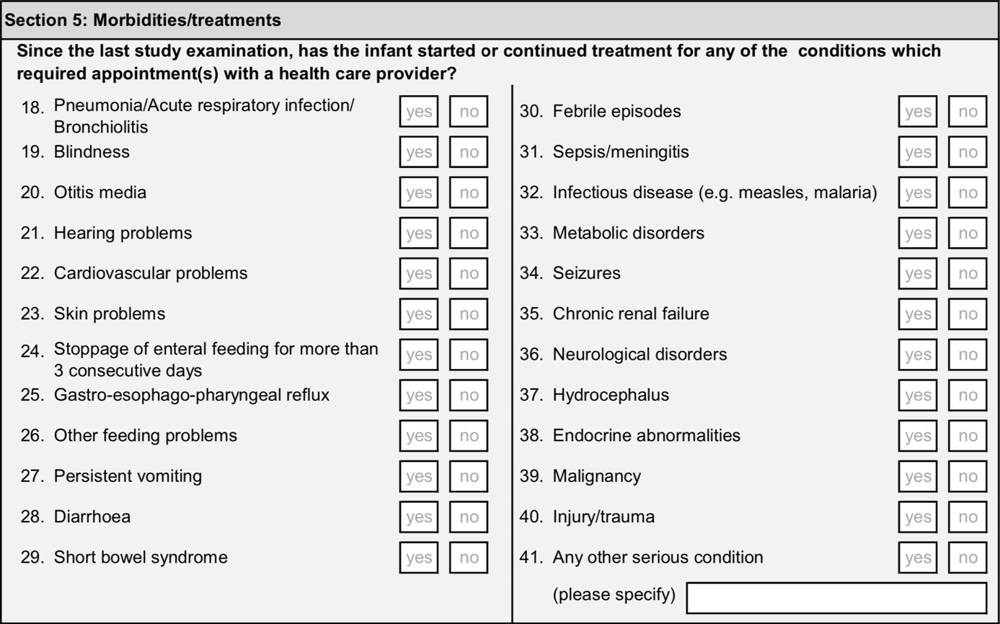 Section 5: Morbidities/treatments
Since the last study examination, has the infant started or continued treatment for any of the  conditions which
required appointment(s) with a health care provider?
18. Pneumonia/Acute respiratory infection/ yes no
Bronchiolitis
19. Blindness yes no
20. Otitis media yes no
21. Hearing problems yes no
22. Cardiovascular problems yes no
23. Skin problems yes no
24. Stoppage of enteral feeding for more than yes no
3 consecutive days
25. Gastro-esophago-pharyngeal reflux yes no
26. Other feeding problems yes no
27. Persistent vomiting yes no
28. Diarrhoea yes no
29. Short bowel syndrome yes no
30. Febrile episodes yes no
31. Sepsis/meningitis yes no
32. Infectious disease (e.g. measles, malaria) yes no
33. Metabolic disorders yes no
34. Seizures yes no
35. Chronic renal failure yes no
36. Neurological disorders yes no
37. Hydrocephalus yes no
38. Endocrine abnormalities yes no
39. Malignancy yes no
40. Injury/trauma yes no
41. Any other serious condition yes no
(please specify)